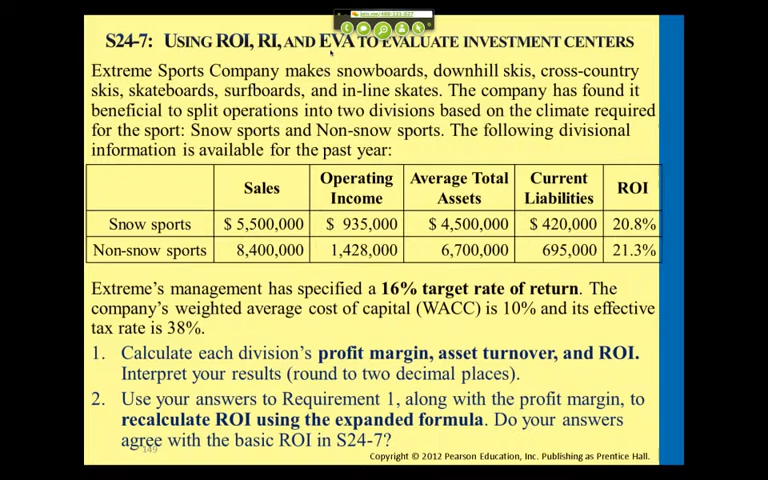 S24-7: USING ROI, RI, AND EVA TO EVALUATE INVESTMENT CENTERS
Extreme Sports Company makes snowboards, downhill skis, cross-country
skis, skateboards, surfboards, and in-line skates. The company has found it
beneficial to split operations into two divisions based on the climate required
for the sport: Snow sports and Non-snow sports. The following divisional
information is available for the past year:
Sales Operating Income Average Total Assets Current Liabilities ROI
Snow sports $ 5,500,000 $ 935,000 $ 4,500,000 $ 420,000 20.8%
Non-snow sports 8,400,000 1,428,000 6,700,000 695,000 21.3%
Extreme's management has specified a 16% target rate of return. The
company's weighted average cost of capital (WACC) is 10% and its effective
tax rate is 38%.
1. Calculate each division's profit margin, asset turnover, and ROI.
Interpret your results (round to two decimal places).
2. Use your answers to Requirement 1, along with the profit margin, to
recalculate ROI using the expanded formula. Do your answers
agree with the basic ROI in S24-7?
149
Copyright © 2012 Pearson Education, Inc. Publishing as Prentice Hall.